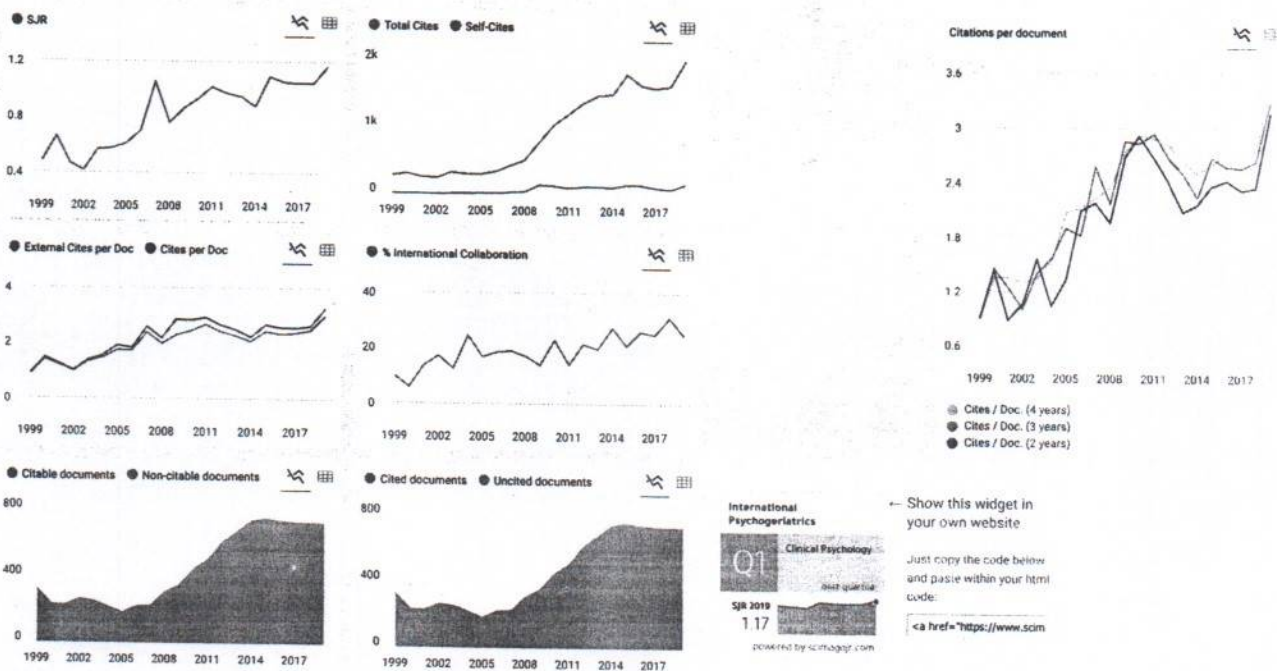 SJR
1.2
0.8
0.4
1999 2002 2005 2008 2011 2014 2017
Total Cites Self-Cites
2k
1k
0
1999 2002 2005 2008 2011 2014 2017
Citations per document
3.6
3
2.4
1.8
1.2
0.6
1999 2002 2005 2008 2011 2014 2017
Cites / Doc. (4 years)
Cites / Doc. (3 years)
Cites / Doc. (2 years)
External Cites per Doc Cites per Doc
4
2
0
1999 2002 2005 2008 2011 2014 2017
% International Collaboration
40
20
0
1999 2002 2005 2008 2011 2014 2017
Citable documents Non-citable documents
800
400
0
1999 2002 2005 2008 2011 2014 2017
Cited documents Uncited documents
800
400
0
1999 2002 2005 2008 2011 2014 2017
International
Psychogeriatrics
Q1
Clinical Psychology
best quartile
SJR 2019
1.17
powered by scimagojr.com
← Show this widget in
your own website
Just copy the code below
and paste within your html
code:
<a href="https://www.scim